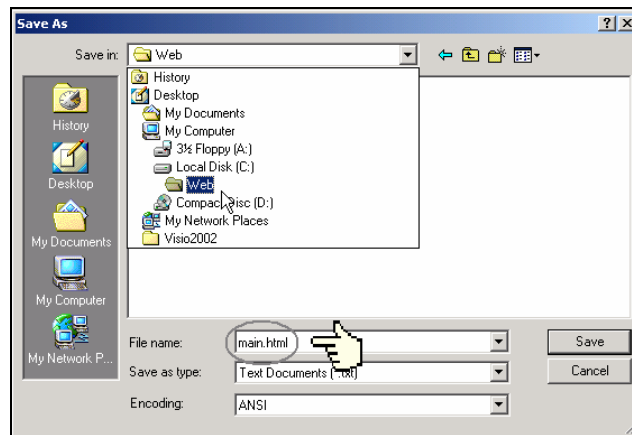 Save As
Save in:
Web
History
Desktop
My Documents
My Computer
3½ Floppy (A:)
Local Disk (C:)
Web
Compact Disc (D:)
My Network Places
Visio2002
History
Desktop
My Documents
My Computer
My Network P...
File name:
main.html
Save
Save as type:
Text Documents (*.txt)
Cancel
Encoding:
ANSI